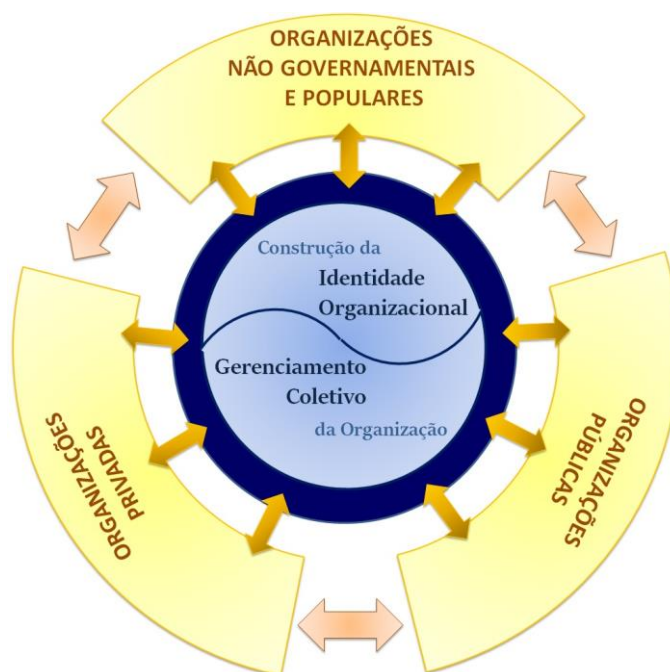 ORGANIZAÇÕES
NÃO GOVERNAMENTAIS
E POPULARES
Construção da
Identidade
Organizacional
Gerenciamento
Coletivo
da Organização
ORGANIZAÇÕES
PRIVADAS
ORGANIZAÇÕES
PÚBLICAS